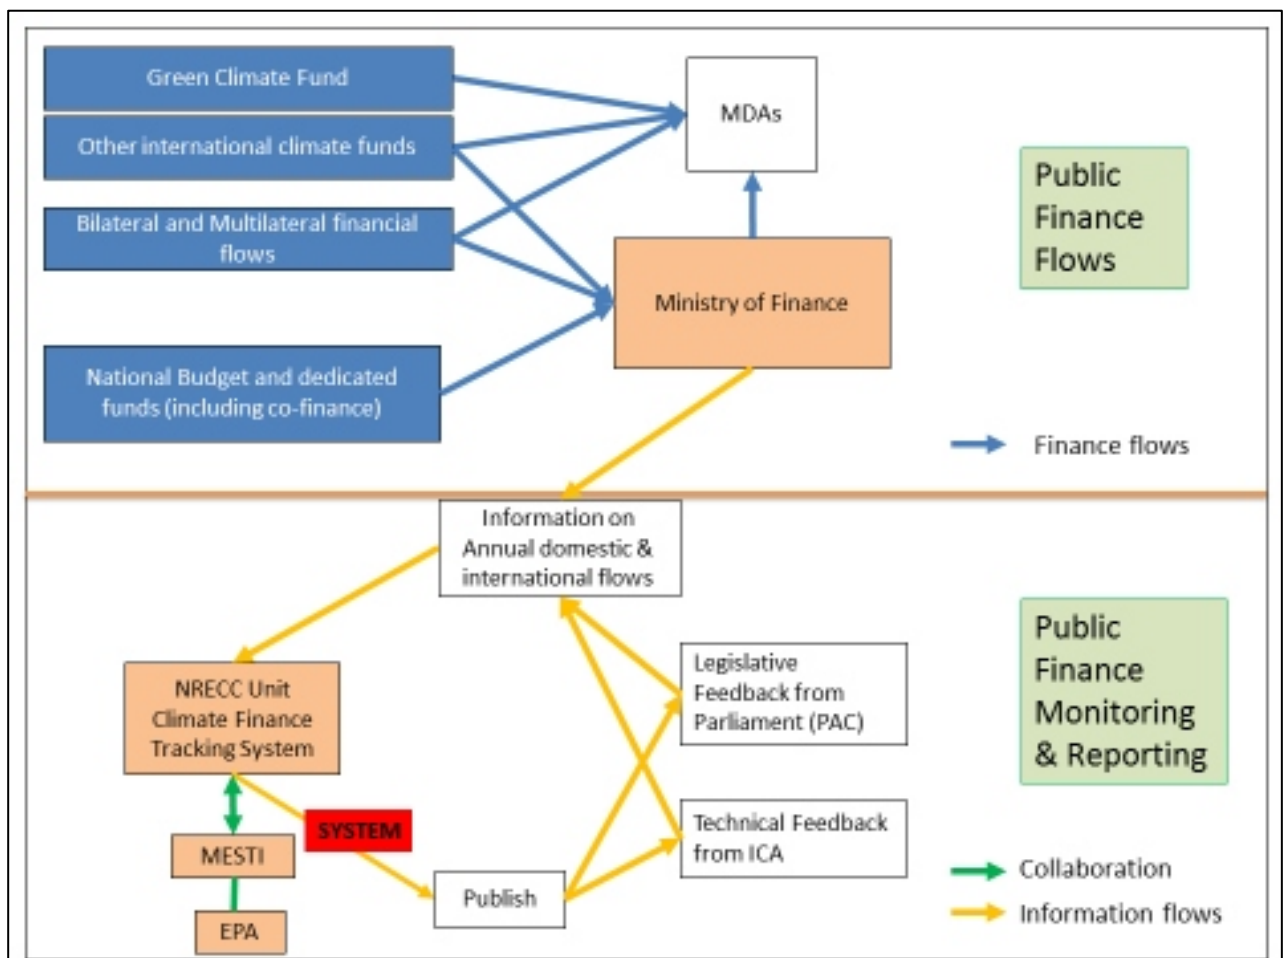 Green Climate Fund
Other international climate funds
Bilateral and Multilateral financial
flows
National Budget and dedicated
funds (including co-finance)
MDAs
Ministry of Finance
Public
Finance
Flows
Finance flows
Information on
Annual domestic &
international flows
NRECC Unit
Climate Finance
Tracking System
SYSTEM
MESTI
EPA
Publish
Legislative
Feedback from
Parliament (PAC)
Technical Feedback
from ICA
Public
Finance
Monitoring
& Reporting
Collaboration
Information flows